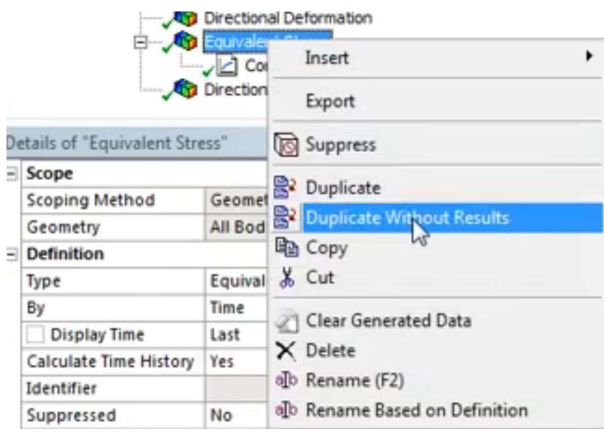 Directional Deformation
Equivalent
Co
Direction
Insert
Export
Suppress
Duplicate
Duplicate Without Results
Copy
Cut
Clear Generated Data
Delete
Rename (F2)
Rename Based on Definition
Details of "Equivalent Stress"
Scope
Scoping Method Geomet
Geometry All Bod
Definition
Type Equival
By Time
Display Time Last
Calculate Time History Yes
Identifier
Suppressed No